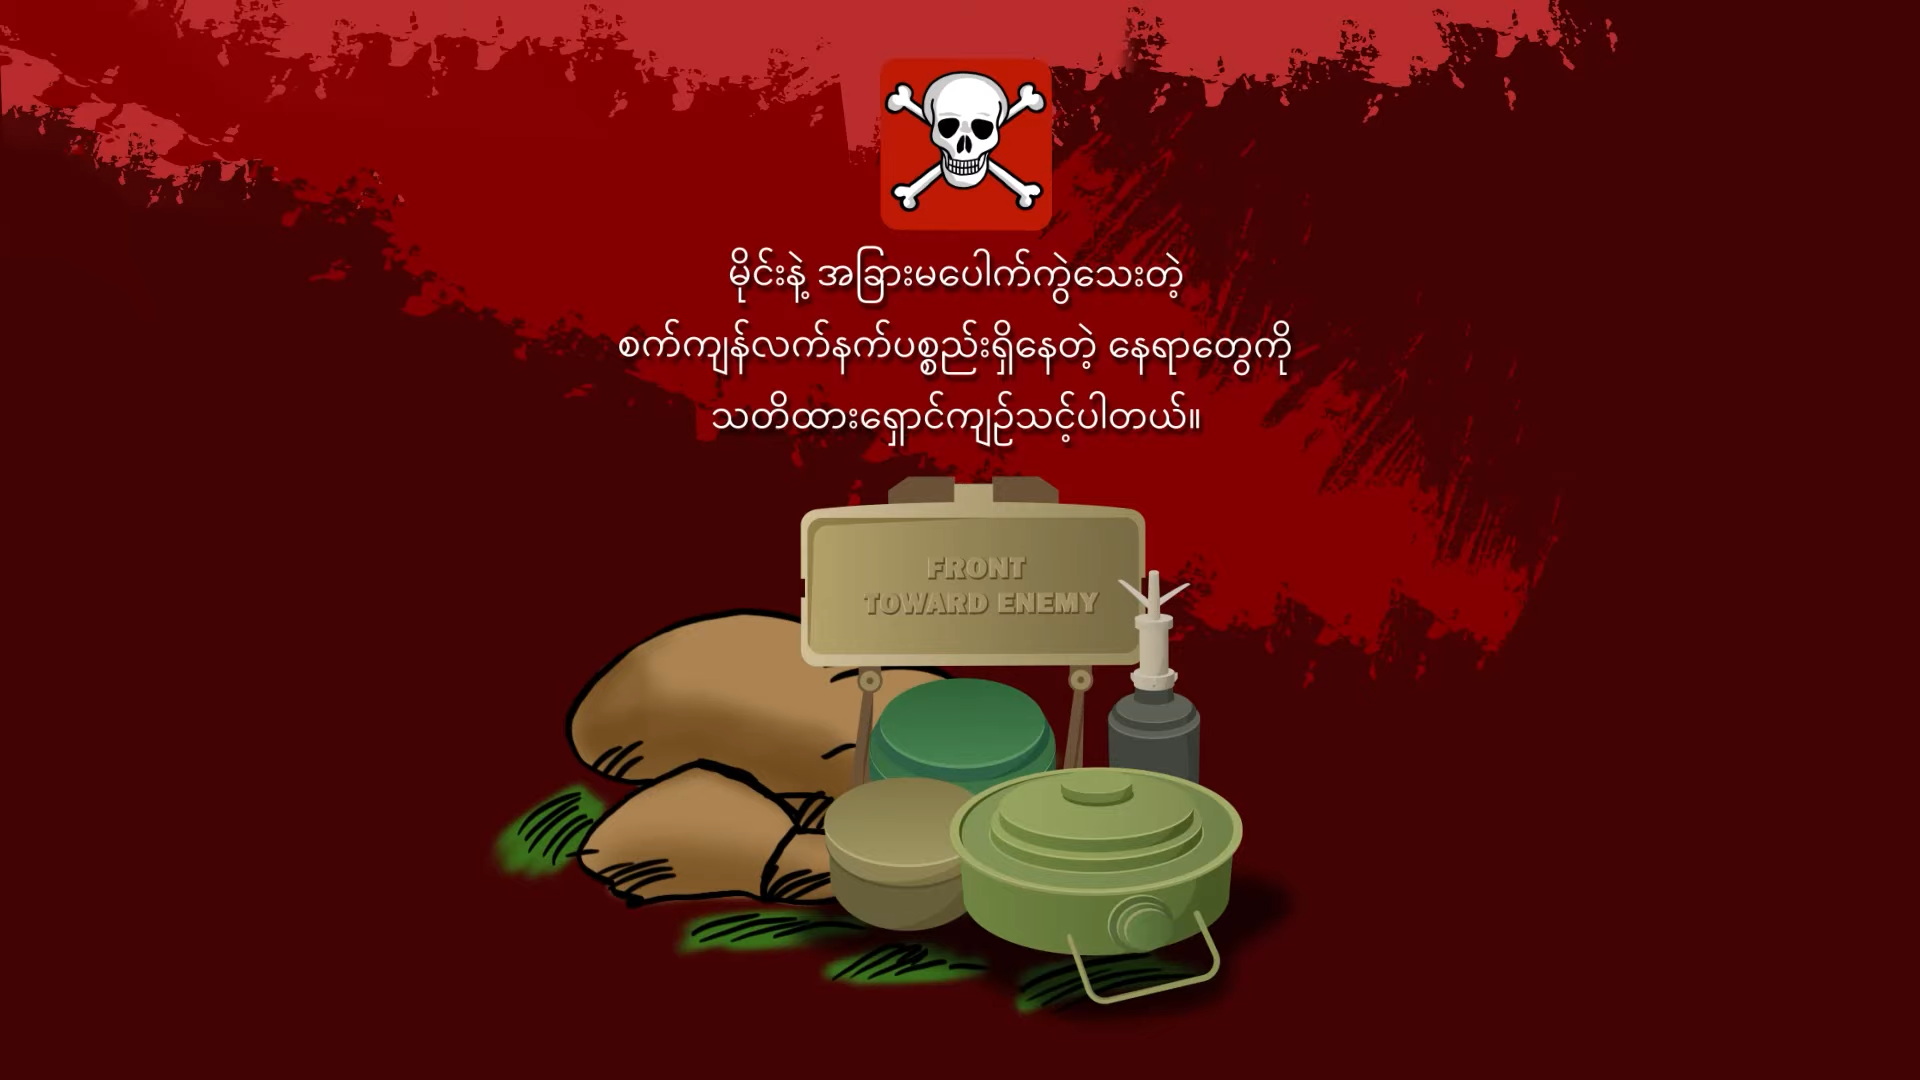 မိုင်းနဲ့ အခြားမပေါက်ကွဲသေးတဲ့
စက်ကျန်လက်နက်ပစ္စည်းရှိနေတဲ့ နေရာတွေကို
သတိထားရှောင်ကျဉ်သင့်ပါတယ်။
FRONT
TOWARD ENEMY